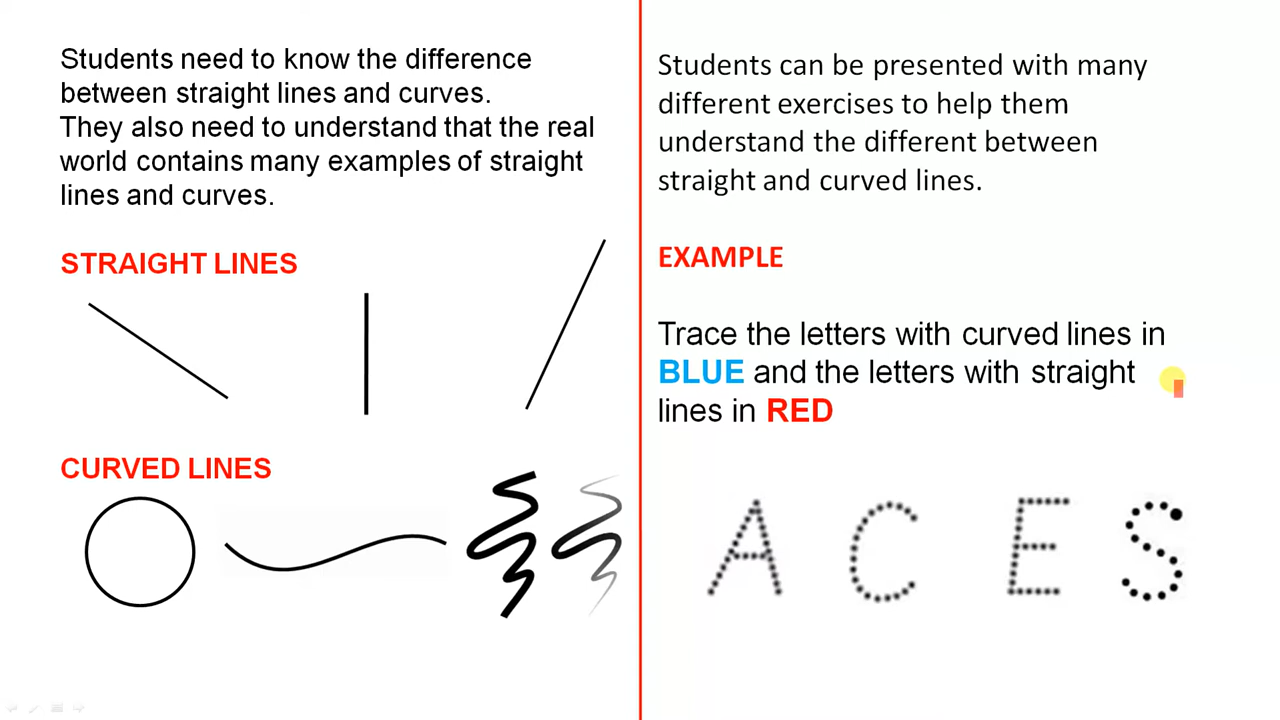 Students need to know the difference
between straight lines and curves.
They also need to understand that the real
world contains many examples of straight
lines and curves.
STRAIGHT LINES
CURVED LINES
Students can be presented with many
different exercises to help them
understand the different between
straight and curved lines.
EXAMPLE
Trace the letters with curved lines in
BLUE and the letters with straight
lines in RED
A C E S